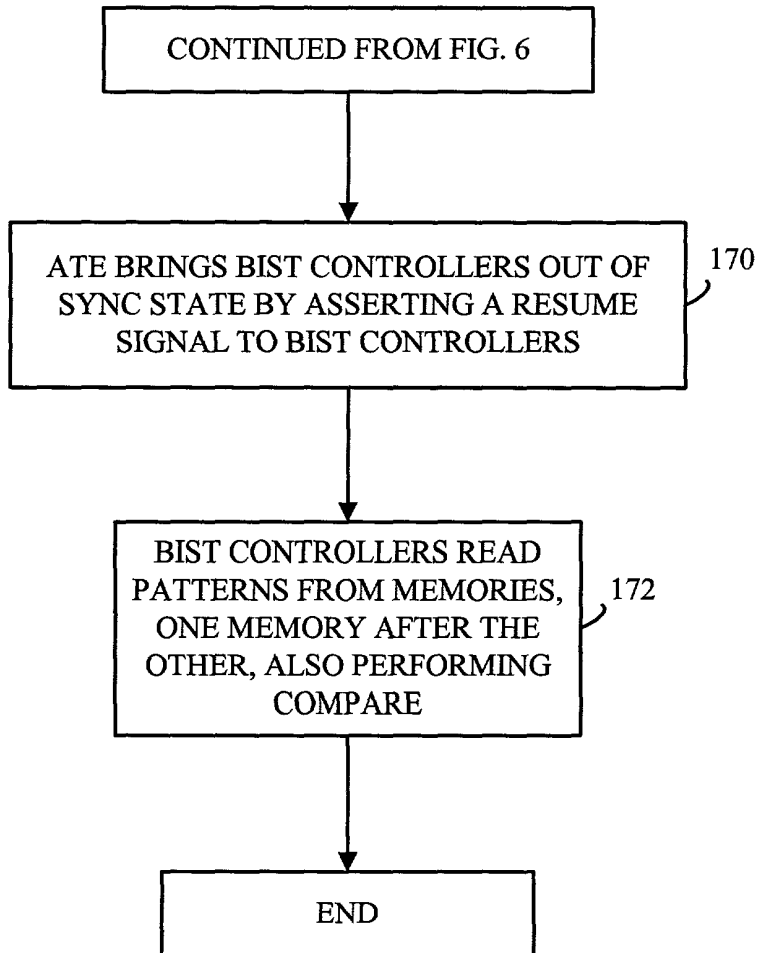 CONTINUED FROM FIG. 6
ATE BRINGS BIST CONTROLLERS OUT OF
SYNC STATE BY ASSERTING A RESUME
SIGNAL TO BIST CONTROLLERS
170
BIST CONTROLLERS READ
PATTERNS FROM MEMORIES,
ONE MEMORY AFTER THE
OTHER, ALSO PERFORMING
COMPARE
172
END